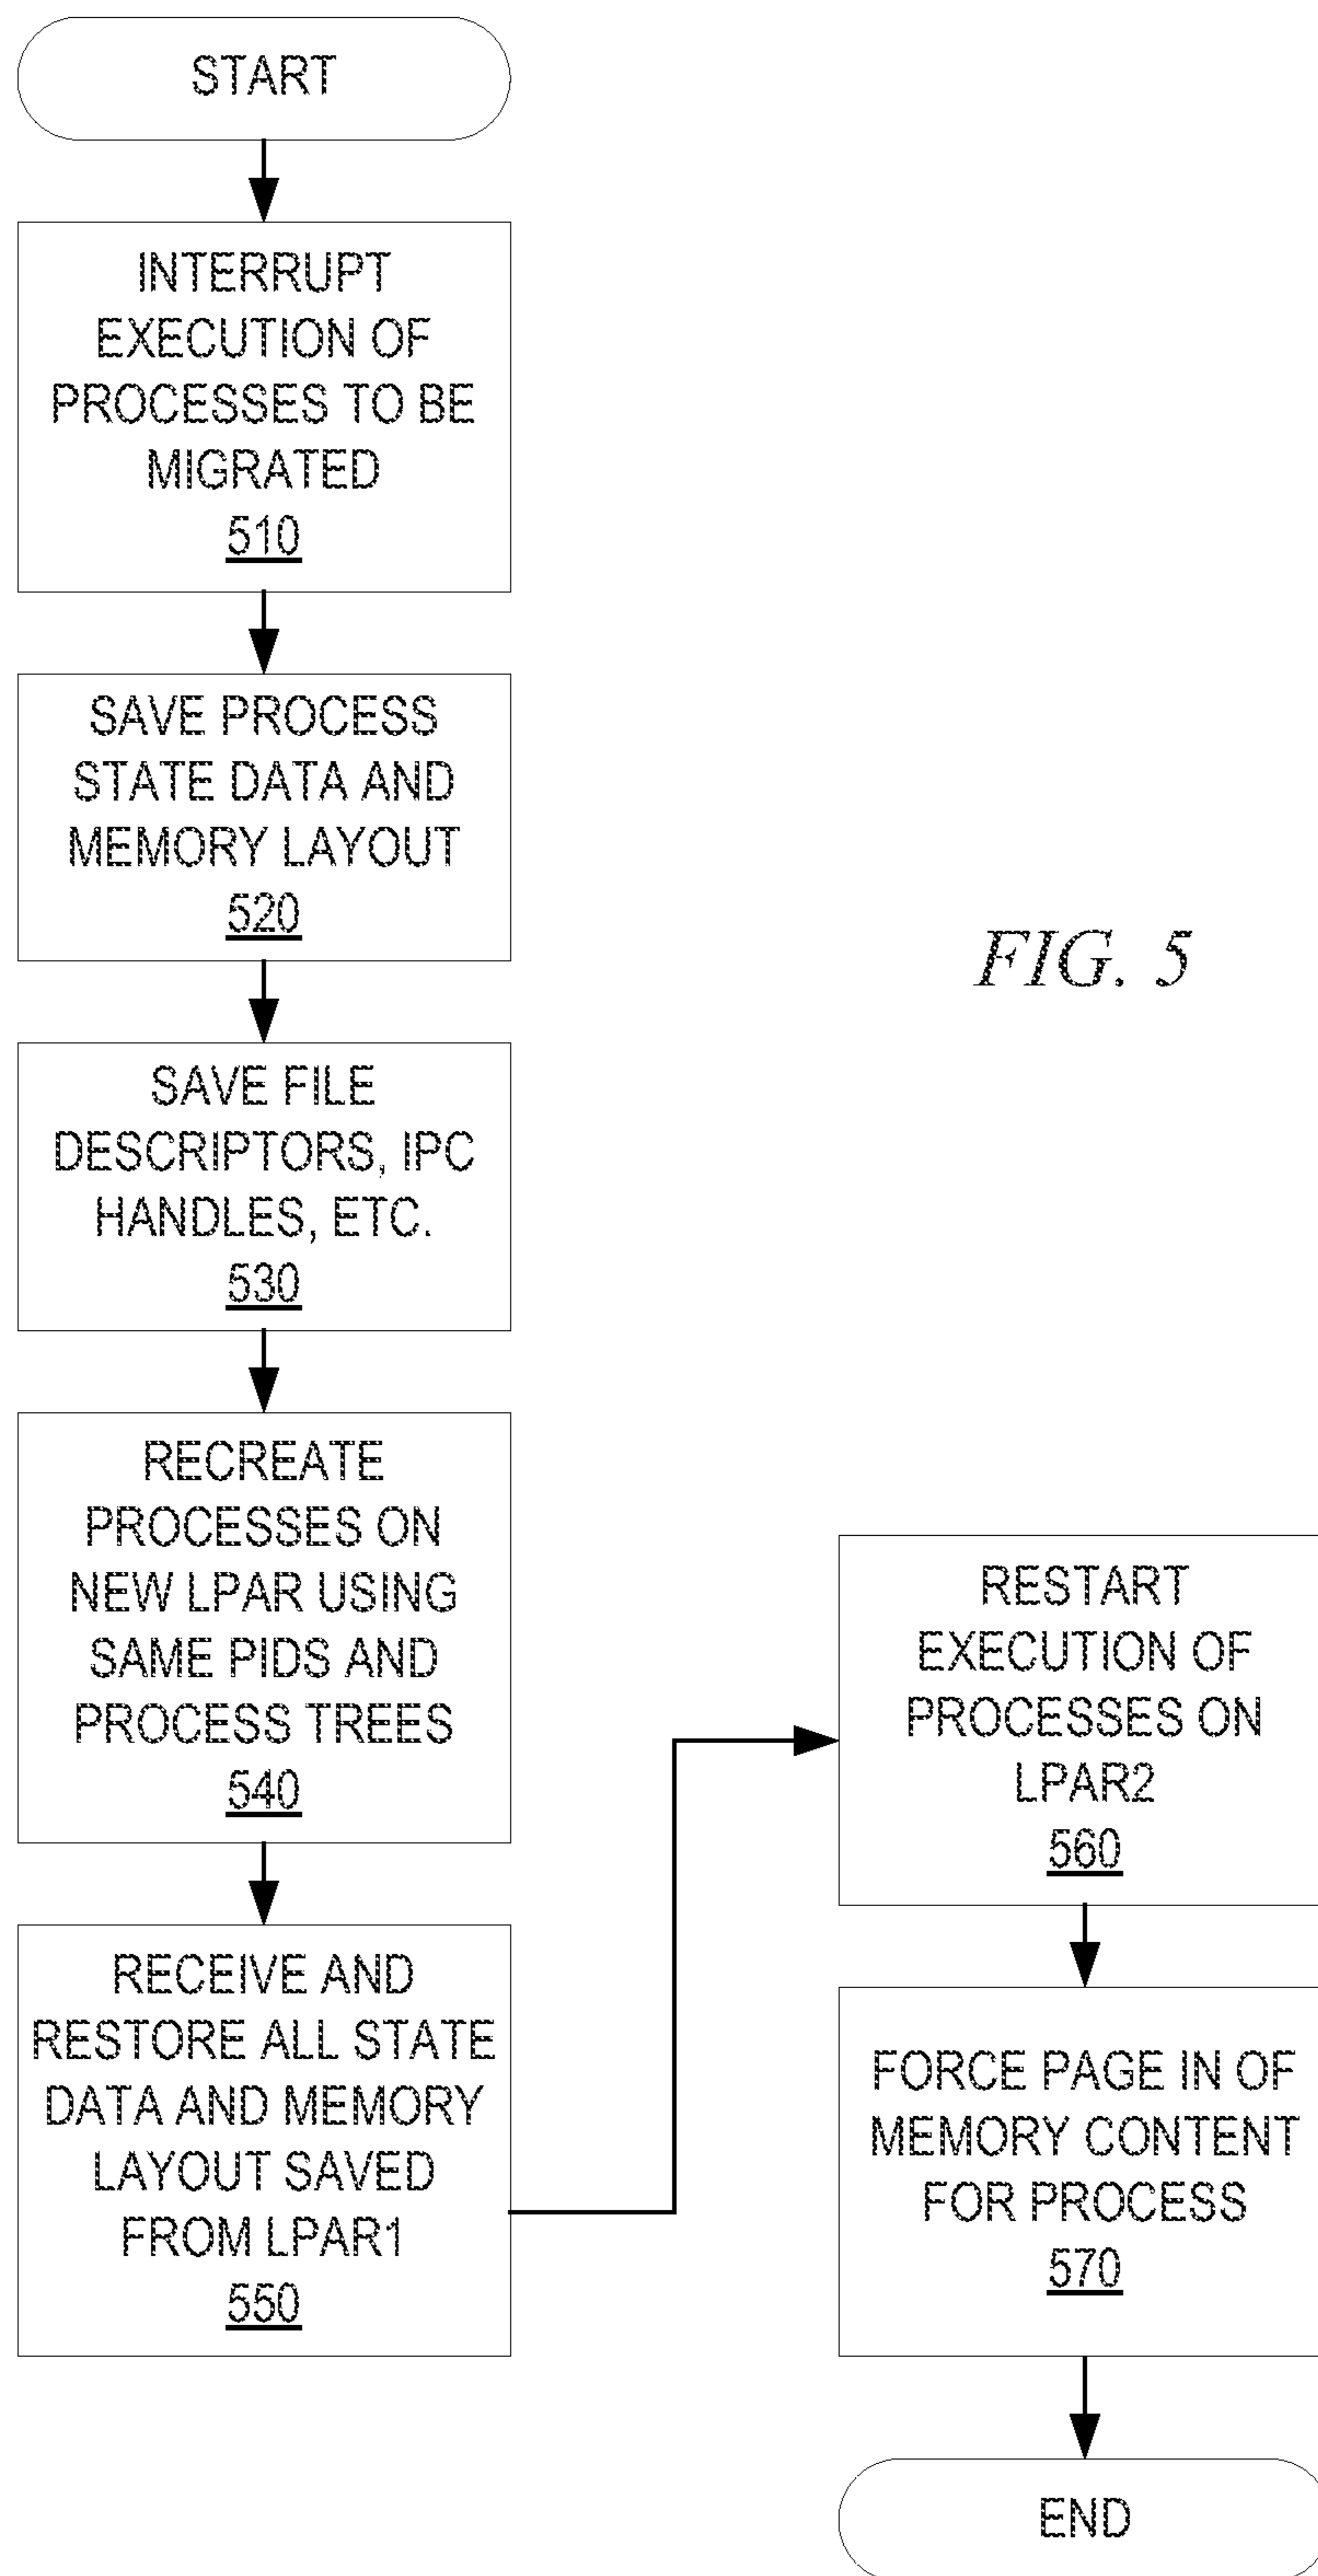 START
INTERRUPT
EXECUTION OF
PROCESSES TO BE
MIGRATED
510
SAVE PROCESS
STATE DATA AND
MEMORY LAYOUT
520
SAVE FILE
DESCRIPTORS, IPC
HANDLES, ETC.
530
RECREATE
PROCESSES ON
NEW LPAR USING
SAME PIDS AND
PROCESS TREES
540
RECEIVE AND
RESTORE ALL STATE
DATA AND MEMORY
LAYOUT SAVED
FROM LPAR1
550
FIG. 5
RESTART
EXECUTION OF
PROCESSES ON
LPAR2
560
FORCE PAGE IN OF
MEMORY CONTENT
FOR PROCESS
570
END